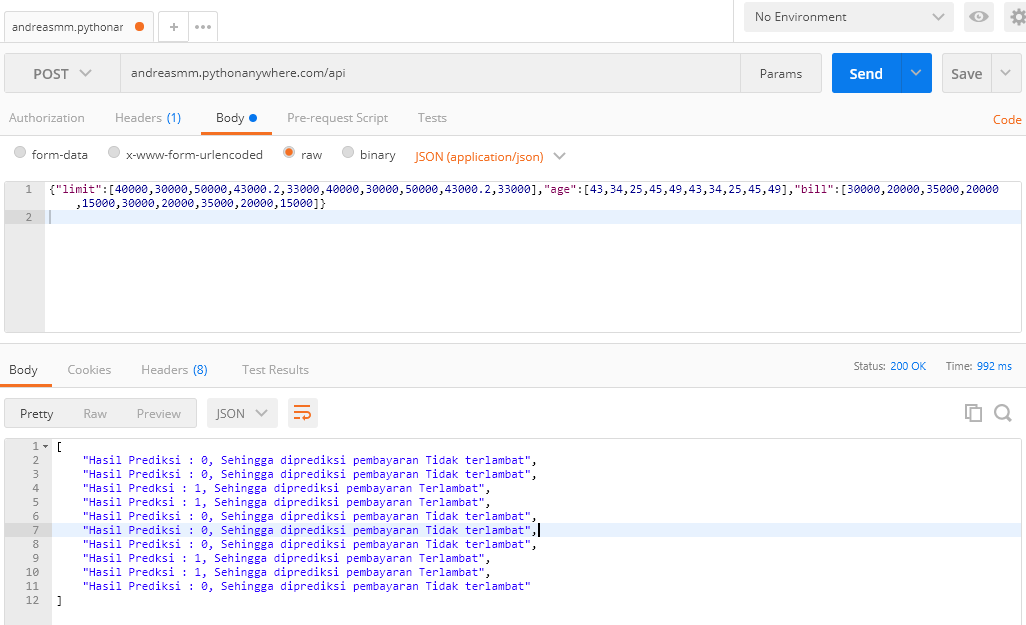 andreasmm.pythonar
No Environment
POST
andreasmm.pythonanywhere.com/api
Params
Send
Save
Authorization
Headers (1)
Body
Pre-request Script
Tests
Code
form-data
x-www-form-urlencoded
raw
binary
JSON (application/json)
1 {"limit":[40000,30000,50000,43000.2,33000,40000,30000,50000,43000.2,33000],"age":[43,34,25,45,49,43,34,25,45,49],"bill":[30000,20000,35000,20000
,15000,30000,20000,35000,20000,15000]}
2
Body
Cookies
Headers (8)
Test Results
Status: 200 OK
Time: 992 ms
Pretty
Raw
Preview
JSON
1 [
2 "Hasil Prediksi : 0, Sehingga diprediksi pembayaran Tidak terlambat",
3 "Hasil Prediksi : 0, Sehingga diprediksi pembayaran Tidak terlambat",
4 "Hasil Predksi : 1, Sehingga diprediksi pembayaran Terlambat",
5 "Hasil Predksi : 1, Sehingga diprediksi pembayaran Terlambat",
6 "Hasil Prediksi : 0, Sehingga diprediksi pembayaran Tidak terlambat",
7 "Hasil Prediksi : 0, Sehingga diprediksi pembayaran Tidak terlambat",
8 "Hasil Prediksi : 0, Sehingga diprediksi pembayaran Tidak terlambat",
9 "Hasil Predksi : 1, Sehingga diprediksi pembayaran Terlambat",
10 "Hasil Predksi : 1, Sehingga diprediksi pembayaran Terlambat",
11 "Hasil Prediksi : 0, Sehingga diprediksi pembayaran Tidak terlambat"
12 ]